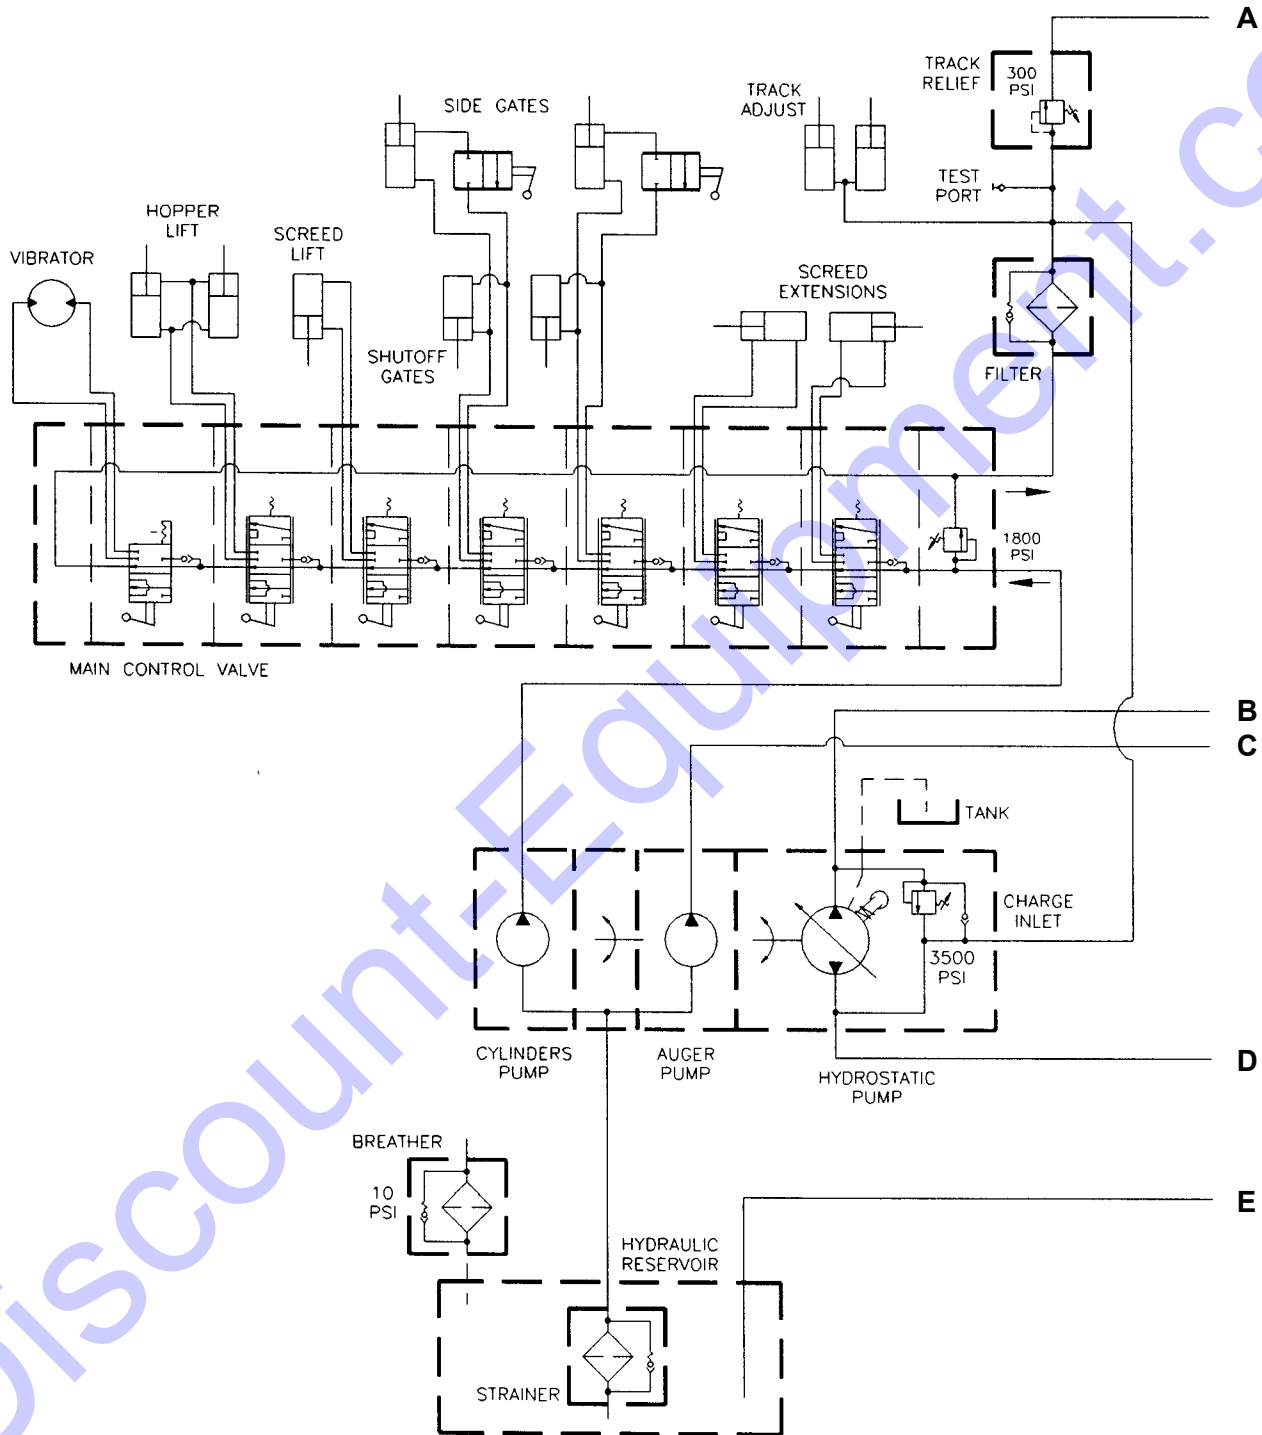 A
TRACK
RELIEF
300
PSI
SIDE GATES
TRACK
ADJUST
TEST
PORT
HOPPER
LIFT
SCREED
LIFT
VIBRATOR
SCREED
EXTENSIONS
SHUTOFF
GATES
FILTER
1800
PSI
MAIN CONTROL VALVE
B
C
TANK
CHARGE
INLET
3500
PSI
CYLINDERS
PUMP
AUGER
PUMP
HYDROSTATIC
PUMP
D
BREATHER
10
PSI
E
HYDRAULIC
RESERVOIR
STRAINER
Discount-Equipment.co